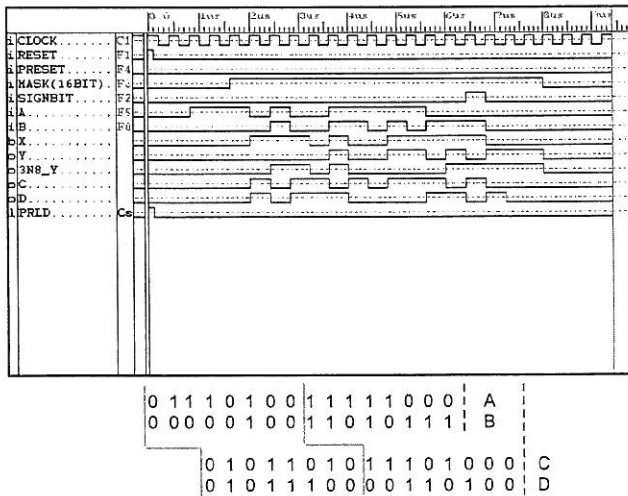 0.0 1us 2us 3us 4us 5us 6us 7us 8us
i CLOCK C1
i RESET F1
i PRESET F4
i MASK(16BIT) F3
i SIGNBIT F2
i A F5
i B F0
b X
o Y
o 3N8_Y
o C
o D
l PRLD Cs
0 1 1 1 0 1 0 0 1 1 1 1 1 0 0 0 A
0 0 0 0 0 1 0 0 1 1 0 1 0 1 1 1 B
0 1 0 1 1 0 1 0 1 1 1 0 1 0 0 0 C
0 1 0 1 1 1 0 0 0 0 1 1 0 1 0 0 D